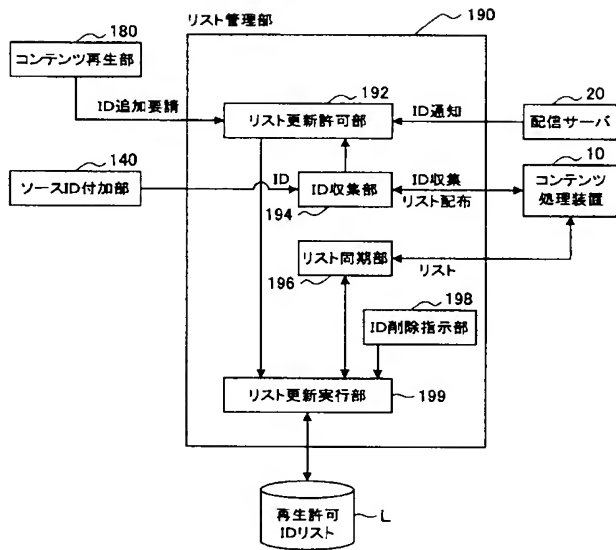 リスト管理部
190
180
コンテンツ再生部
ID追加要請
192
リスト更新許可部
ID通知
20
配信サーバ
140
ソースID付加部
ID
ID収集部
194
ID収集
リスト配布
10
コンテンツ
処理装置
リスト同期部
196
リスト
198
ID削除指示部
リスト更新実行部
199
再生許可
IDリスト
L